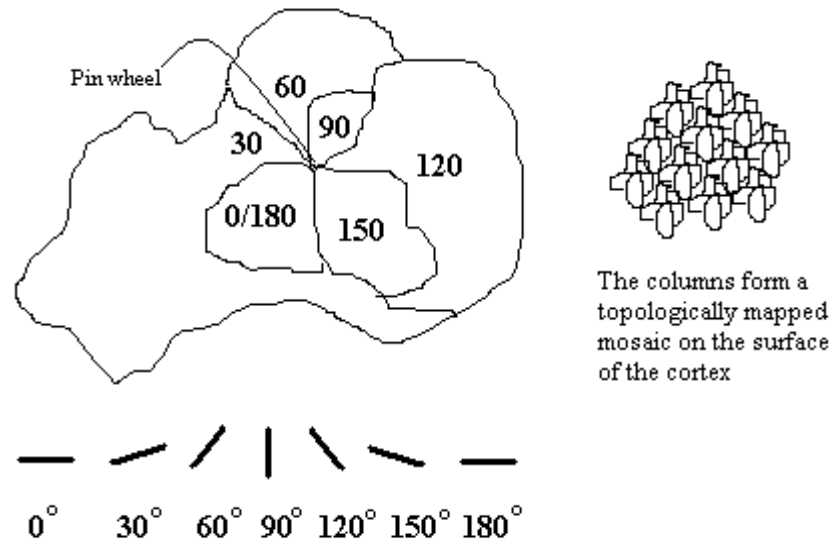 Pin wheel
60
90
30
120
0/180
150
The columns form a
topologically mapped
mosaic on the surface
of the cortex
0° 30° 60° 90° 120° 150° 180°